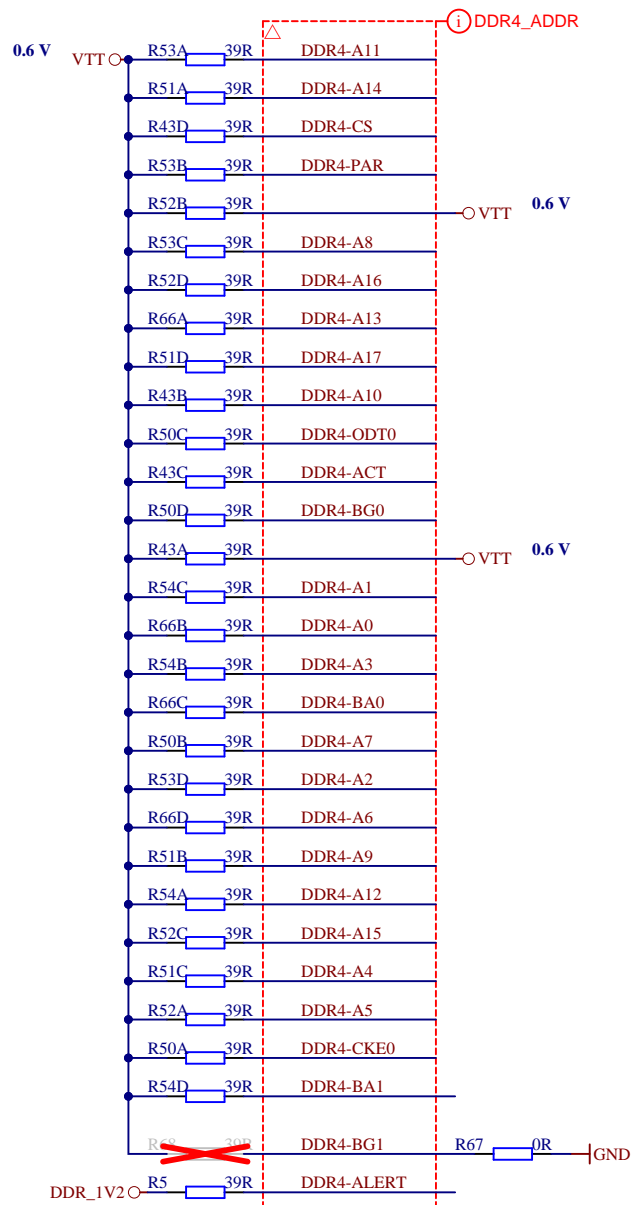 i DDR4_ADDR
0.6 V VTT R53A 39R DDR4-A11
R51A 39R DDR4-A14
R43D 39R DDR4-CS
R53B 39R DDR4-PAR
R52B 39R VTT 0.6 V
R53C 39R DDR4-A8
R52D 39R DDR4-A16
R66A 39R DDR4-A13
R51D 39R DDR4-A17
R43B 39R DDR4-A10
R50C 39R DDR4-ODT0
R43C 39R DDR4-ACT
R50D 39R DDR4-BG0
R43A 39R VTT 0.6 V
R54C 39R DDR4-A1
R66B 39R DDR4-A0
R54B 39R DDR4-A3
R66C 39R DDR4-BA0
R50B 39R DDR4-A7
R53D 39R DDR4-A2
R66D 39R DDR4-A6
R51B 39R DDR4-A9
R54A 39R DDR4-A12
R52C 39R DDR4-A15
R51C 39R DDR4-A4
R52A 39R DDR4-A5
R50A 39R DDR4-CKE0
R54D 39R DDR4-BA1
R68 39R DDR4-BG1 R67 0R GND
DDR_1V2 R5 39R DDR4-ALERT